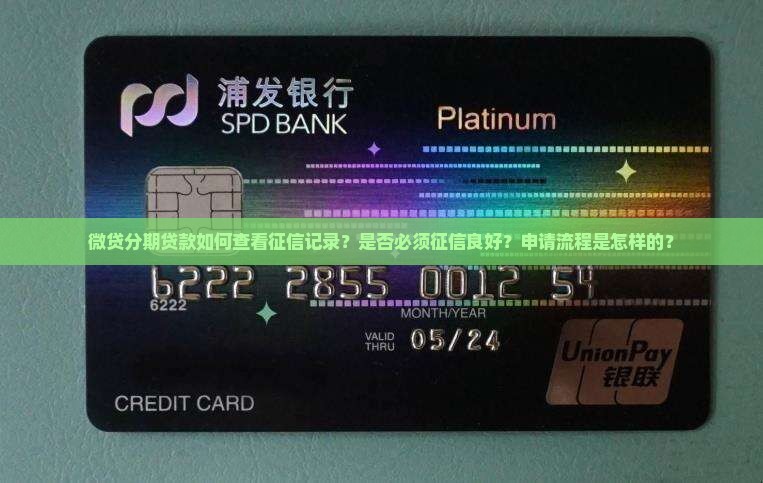 浦发银行
SPD BANK
Platinum
微贷分期贷款如何查看征信记录？是否必须征信良好？申请流程是怎样的？
6222 2855 0012 54
6222
MONTH/YEAR
VALID THRU 05/24
UnionPay
银联
CREDIT CARD